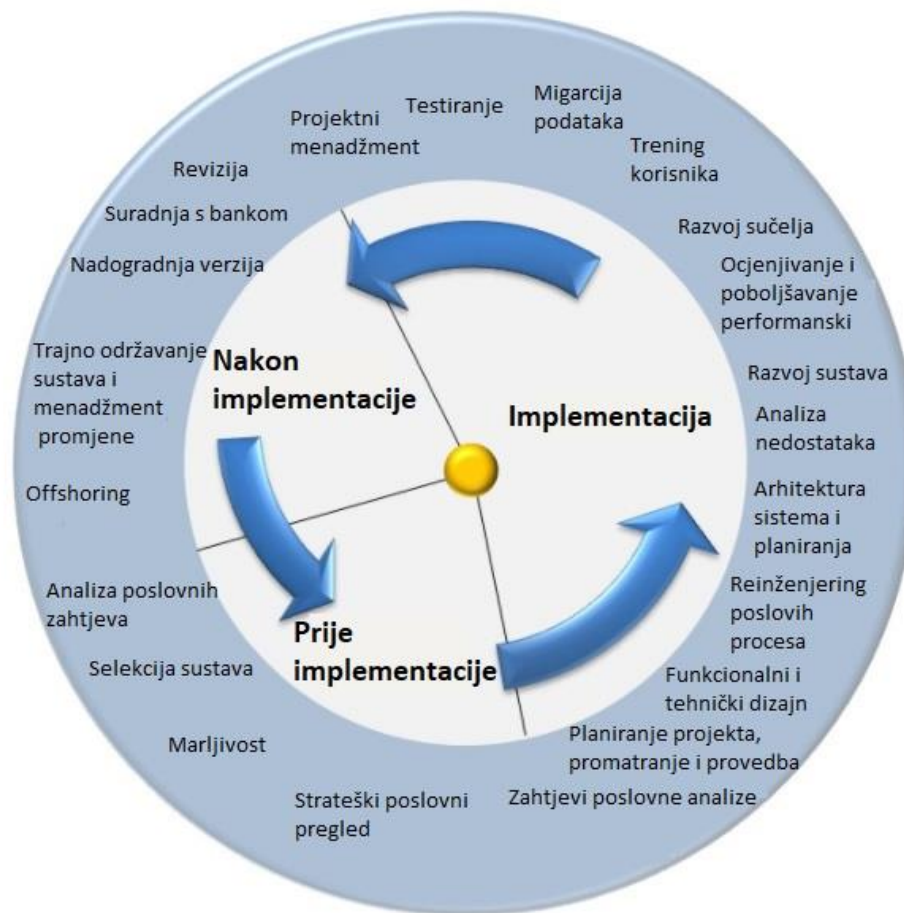 Testiranje
Migarcija
podataka
Projektni
menadžment
Trening
korisnika
Revizija
Suradnja s bankom
Razvoj sučelja
Nadogradnja verzija
Ocjenjivanje i
poboljšavanje
performanski
Trajno održavanje
sustava i
menadžment
promjene
Nakon
implementacije
Implementacija
Razvoj sustava
Analiza
nedostataka
Offshoring
Arhitektura
sistema i
planiranja
Analiza poslovnih
zahtjeva
Reinženjering
poslovih
procesa
Prije
implementacije
Selekcija sustava
Funkcionalni i
tehnički dizajn
Marljivost
Planiranje projekta,
promatranje i provedba
Strateški poslovni
pregled
Zahtjevi poslovne analize